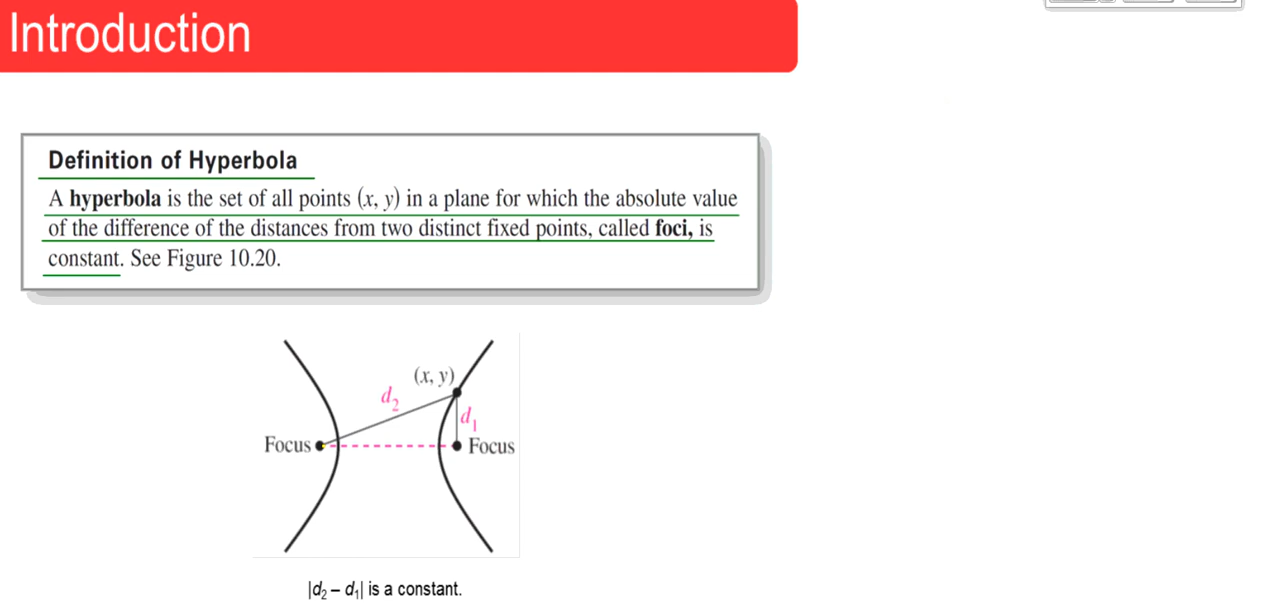 Introduction
Definition of Hyperbola
A hyperbola is the set of all points (x, y) in a plane for which the absolute value
of the difference of the distances from two distinct fixed points, called foci, is
constant. See Figure 10.20.
(x, y)
d₂
d₁
Focus
Focus
|d₂ – d₁| is a constant.